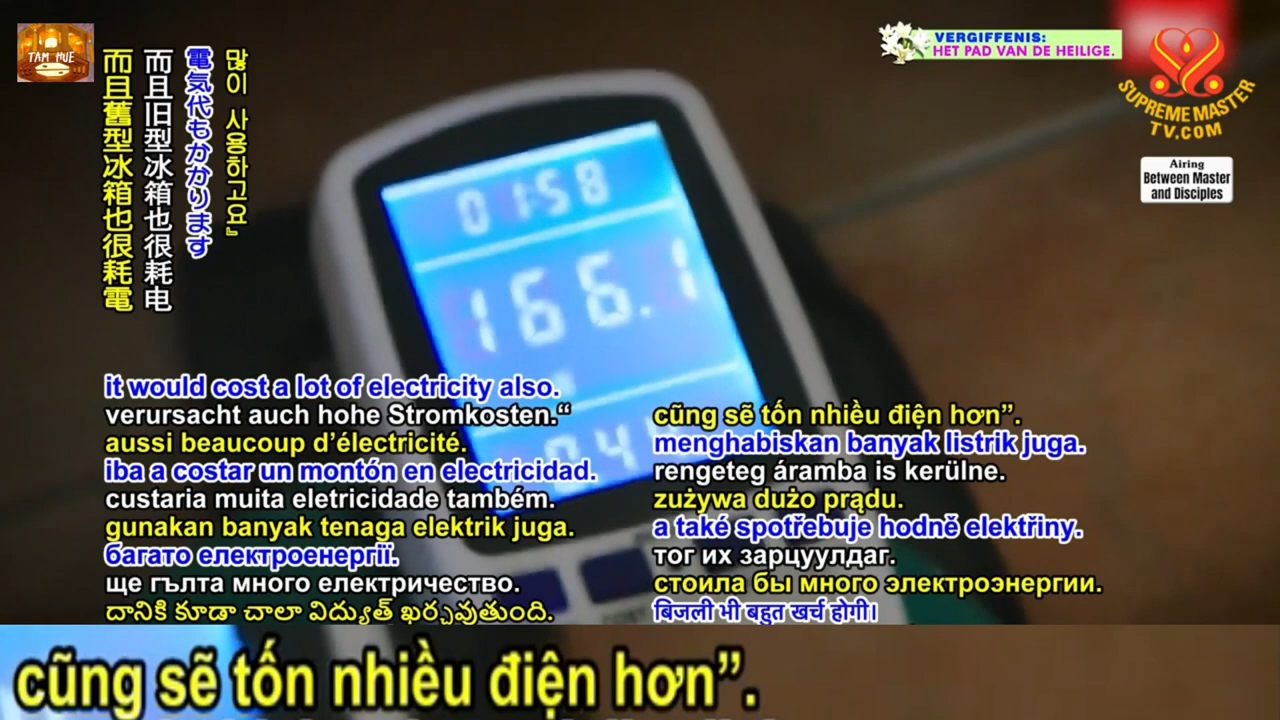 TAM HUE
VERGIFFENIS:
HET PAD VAN DE HEILIGE.
SUPREME MASTER
TV.COM
Airing
Between Master
and Disciples
많이 사용하고요』
電気代もかかります
而且旧型冰箱也很耗电
而且舊型冰箱也很耗電
01:58
166.1
it would cost a lot of electricity also.
verursacht auch hohe Stromkosten.“
aussi beaucoup d’électricité.
iba a costar un montón en electricidad.
custaria muita eletricidade também.
gunakan banyak tenaga elektrik juga.
багато електроенергії.
ще гълта много електричество.
దానికి కూడా చాలా విద్యుత్ ఖర్చవుతుంది.
cũng sẽ tốn nhiều điện hơn”.
menghabiskan banyak listrik juga.
rengeteg áramba is kerülne.
zużywa dużo prądu.
a také spotřebuje hodně elektřiny.
тог их зарцуулдаг.
стоила бы много электроэнергии.
बिजली भी बहुत खर्च होगी।
cũng sẽ tốn nhiều điện hơn”.